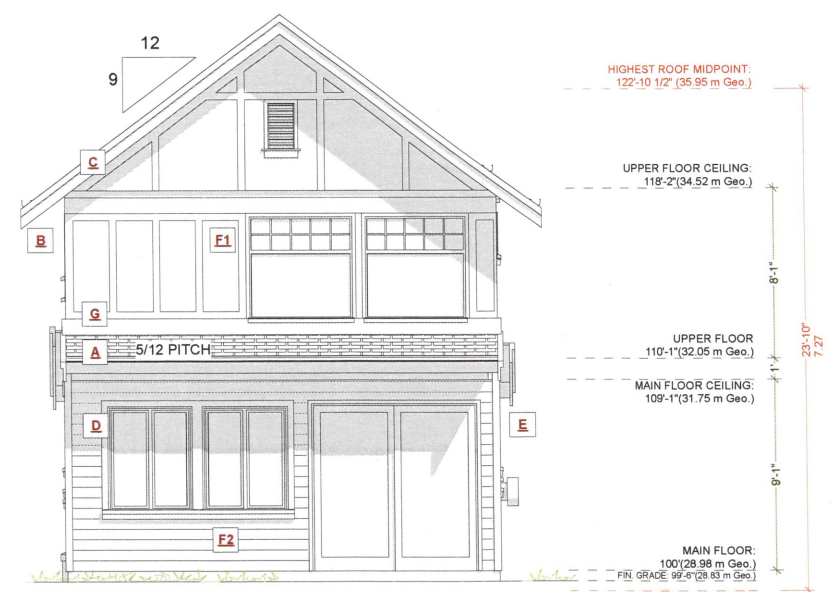 12
9
HIGHEST ROOF MIDPOINT:
122'-10 1/2" (35.95 m Geo.)
C
UPPER FLOOR CEILING:
118'-2"(34.52 m Geo.)
B
F1
8'-1"
G
A
5/12 PITCH
UPPER FLOOR
110'-1"(32.05 m Geo.)
23'-10"
7.27
1'
MAIN FLOOR CEILING:
109'-1"(31.75 m Geo.)
D
E
9'-1"
F2
MAIN FLOOR:
100'(28.98 m Geo.)
FIN. GRADE: 99'-6"(28.83 m Geo.)